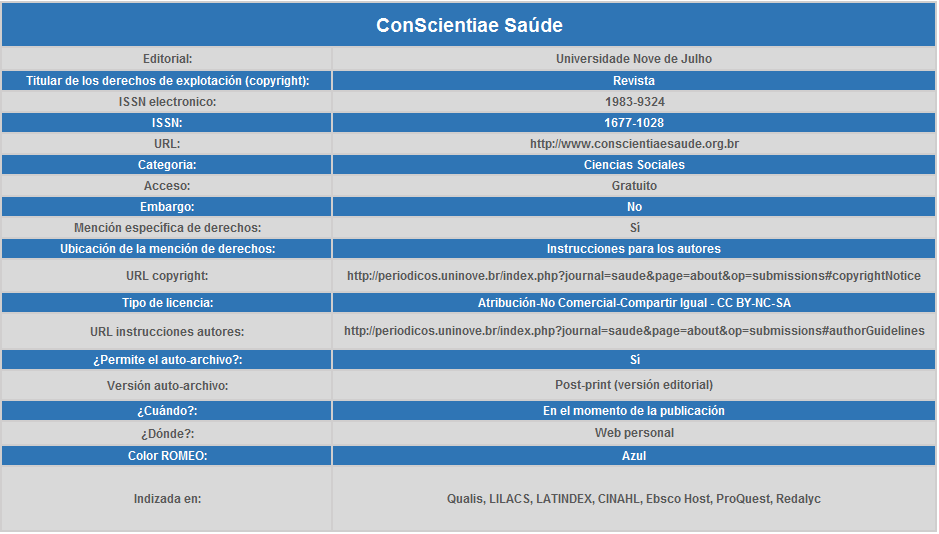 ConScientiae Saúde
Editorial: Universidade Nove de Julho
Titular de los derechos de explotación (copyright): Revista
ISSN electronico: 1983-9324
ISSN: 1677-1028
URL: http://www.conscientiaesaude.org.br
Categoria: Ciencias Sociales
Acceso: Gratuito
Embargo: No
Mención específica de derechos: Sí
Ubicación de la mención de derechos: Instrucciones para los autores
URL copyright: http://periodicos.uninove.br/index.php?journal=saude&page=about&op=submissions#copyrightNotice
Tipo de licencia: Atribución-No Comercial-Compartir Igual - CC BY-NC-SA
URL instrucciones autores: http://periodicos.uninove.br/index.php?journal=saude&page=about&op=submissions#authorGuidelines
¿Permite el auto-archivo?: Sí
Versión auto-archivo: Post-print (versión editorial)
¿Cuándo?: En el momento de la publicación
¿Dónde?: Web personal
Color ROMEO: Azul
Indizada en: Qualis, LILACS, LATINDEX, CINAHL, Ebsco Host, ProQuest, Redalyc